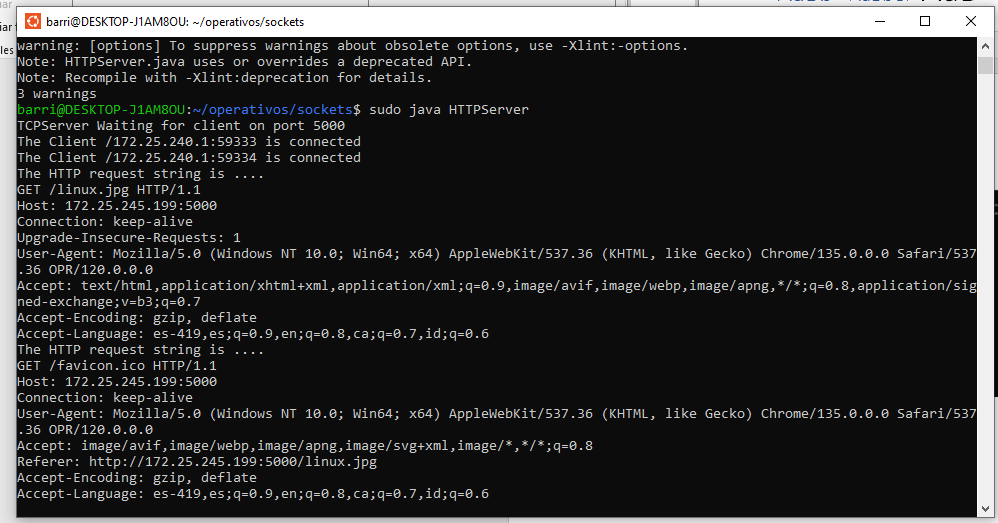 barri@DESKTOP-J1AM8OU: ~/operativos/sockets
warning: [options] To suppress warnings about obsolete options, use -Xlint:-options.
Note: HTTPServer.java uses or overrides a deprecated API.
Note: Recompile with -Xlint:deprecation for details.
3 warnings
barri@DESKTOP-J1AM8OU:~/operativos/sockets$ sudo java HTTPServer
TCPServer Waiting for client on port 5000
The Client /172.25.240.1:59333 is connected
The Client /172.25.240.1:59334 is connected
The HTTP request string is ....
GET /linux.jpg HTTP/1.1
Host: 172.25.245.199:5000
Connection: keep-alive
Upgrade-Insecure-Requests: 1
User-Agent: Mozilla/5.0 (Windows NT 10.0; Win64; x64) AppleWebKit/537.36 (KHTML, like Gecko) Chrome/135.0.0.0 Safari/537
.36 OPR/120.0.0.0
Accept: text/html,application/xhtml+xml,application/xml;q=0.9,image/avif,image/webp,image/apng,*/*;q=0.8,application/sig
ned-exchange;v=b3;q=0.7
Accept-Encoding: gzip, deflate
Accept-Language: es-419,es;q=0.9,en;q=0.8,ca;q=0.7,id;q=0.6
The HTTP request string is ....
GET /favicon.ico HTTP/1.1
Host: 172.25.245.199:5000
Connection: keep-alive
User-Agent: Mozilla/5.0 (Windows NT 10.0; Win64; x64) AppleWebKit/537.36 (KHTML, like Gecko) Chrome/135.0.0.0 Safari/537
.36 OPR/120.0.0.0
Accept: image/avif,image/webp,image/apng,image/svg+xml,image/*,*/*;q=0.8
Referer: http://172.25.245.199:5000/linux.jpg
Accept-Encoding: gzip, deflate
Accept-Language: es-419,es;q=0.9,en;q=0.8,ca;q=0.7,id;q=0.6